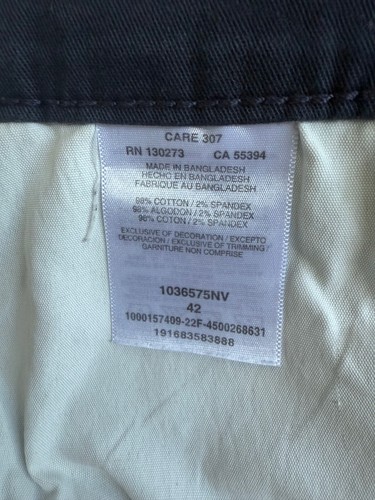 CARE 307
RN 130273 CA 55394
MADE IN BANGLADESH
HECHO EN BANGLADESH
FABRIQUE AU BANGLADESH
98% COTTON/ 2% SPANDEX
98% ALGODON / 2% SPANDEX
98% COTON / 2% SPANDEX
EXCLUSIVE OF DECORATION / EXCEPTO
DECORACION / EXCLUSIVE OF TRIMMING /
GARNITURE NON COMPRISE
1036575NV
42
1000157409-22F-4500268631
191683583888